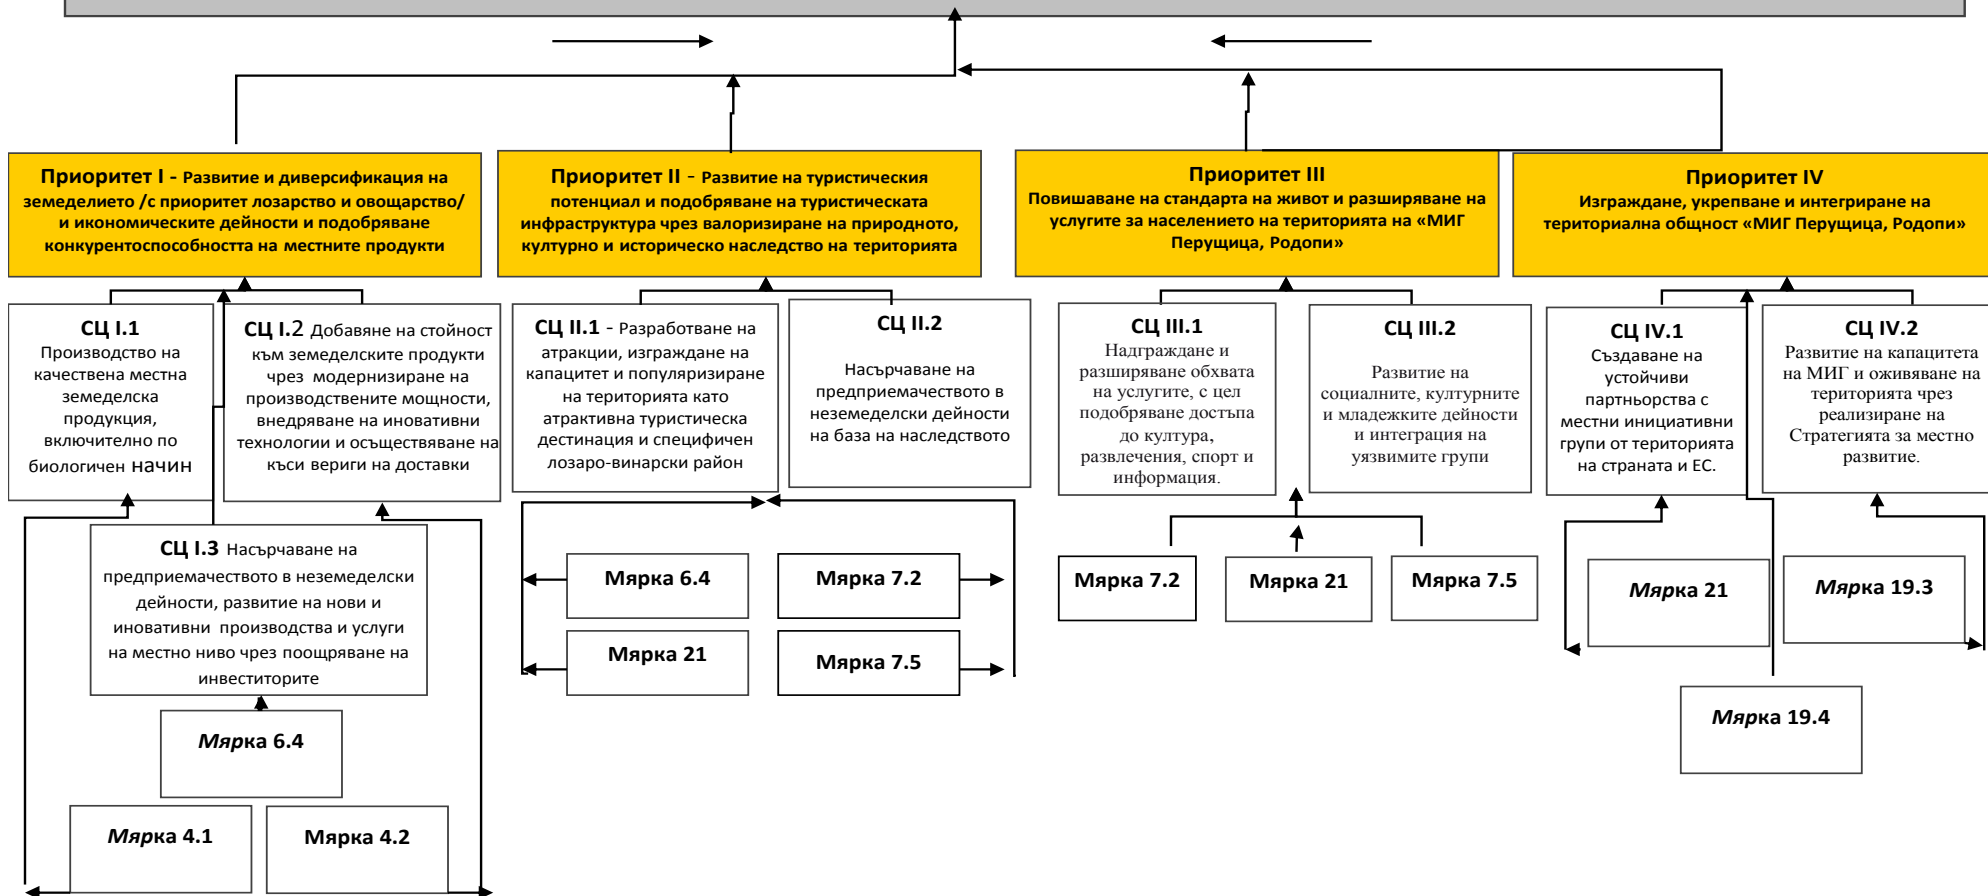 Приоритет I - Развитие и диверсификация на
земеделието /с приоритет лозарство и овощарство/
и икономическите дейности и подобряване
конкурентоспособността на местните продукти
Приоритет II - Развитие на туристическия
потенциал и подобряване на туристическата
инфраструктура чрез валоризиране на природното,
културно и историческо наследство на територията
Приоритет III
Повишаване на стандарта на живот и разширяване на
услугите за населението на територията на «МИГ
Перущица, Родопи»
Приоритет IV
Изграждане, укрепване и интегриране на
териториална общност «МИГ Перущица, Родопи»
СЦ I.1
Производство на
качествена местна
земеделска
продукция,
включително по
биологичен начин
СЦ I.2 Добавяне на стойност
към земеделските продукти
чрез модернизиране на
производствените мощности,
внедряване на иновативни
технологии и осъществяване на
къси вериги на доставки
СЦ II.1 - Разработване на
атракции, изграждане на
капацитет и популяризиране
на територията като
атрактивна туристическа
дестинация и специфичен
лозаро-винарски район
СЦ II.2
Насърчаване на
предприемачеството в
неземеделски дейности
на база на наследството
СЦ III.1
Надграждане и
разширяване обхвата
на услугите, с цел
подобряване достъпа
до култура,
развлечения, спорт и
информация.
СЦ III.2
Развитие на
социалните, културните
и младежките дейности
и интеграция на
уязвимите групи
СЦ IV.1
Създаване на
устойчиви
партньорства с
местни инициативни
групи от територията
на страната и ЕС.
СЦ IV.2
Развитие на капацитета
на МИГ и оживяване на
територията чрез
реализиране на
Стратегията за местно
развитие.
СЦ I.3 Насърчаване на
предприемачеството в неземеделски
дейности, развитие на нови и
иновативни производства и услуги
на местно ниво чрез поощряване на
инвеститорите
Мярка 6.4
Мярка 7.2
Мярка 21
Мярка 7.5
Мярка 7.2
Мярка 21
Мярка 7.5
Мярка 21
Мярка 19.3
Мярка 19.4
Мярка 6.4
Мярка 4.1
Мярка 4.2